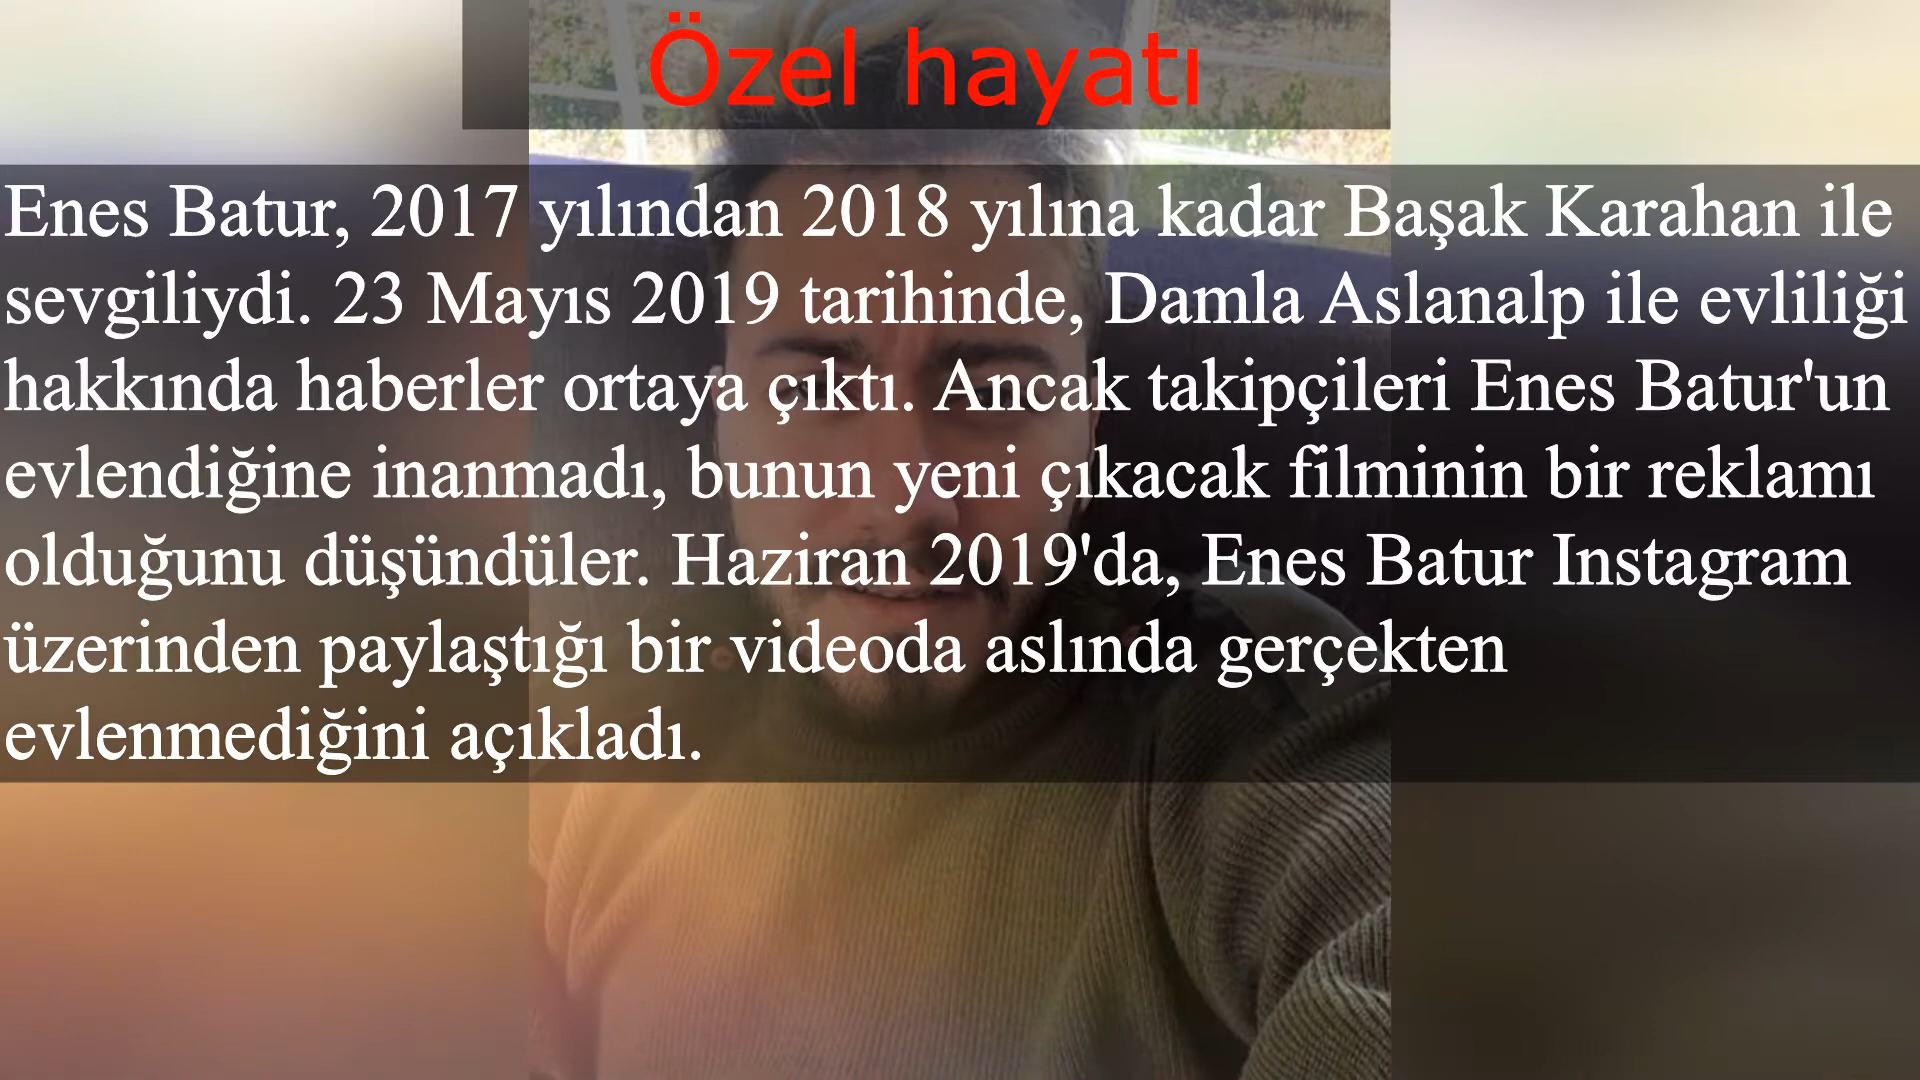 Özel hayatı
Enes Batur, 2017 yılından 2018 yılına kadar Başak Karahan ile
sevgiliydi. 23 Mayıs 2019 tarihinde, Damla Aslanalp ile evliliği
hakkında haberler ortaya çıktı. Ancak takipçileri Enes Batur'un
evlendiğine inanmadı, bunun yeni çıkacak filminin bir reklamı
olduğunu düşündüler. Haziran 2019'da, Enes Batur Instagram
üzerinden paylaştığı bir videoda aslında gerçekten
evlenmediğini açıkladı.